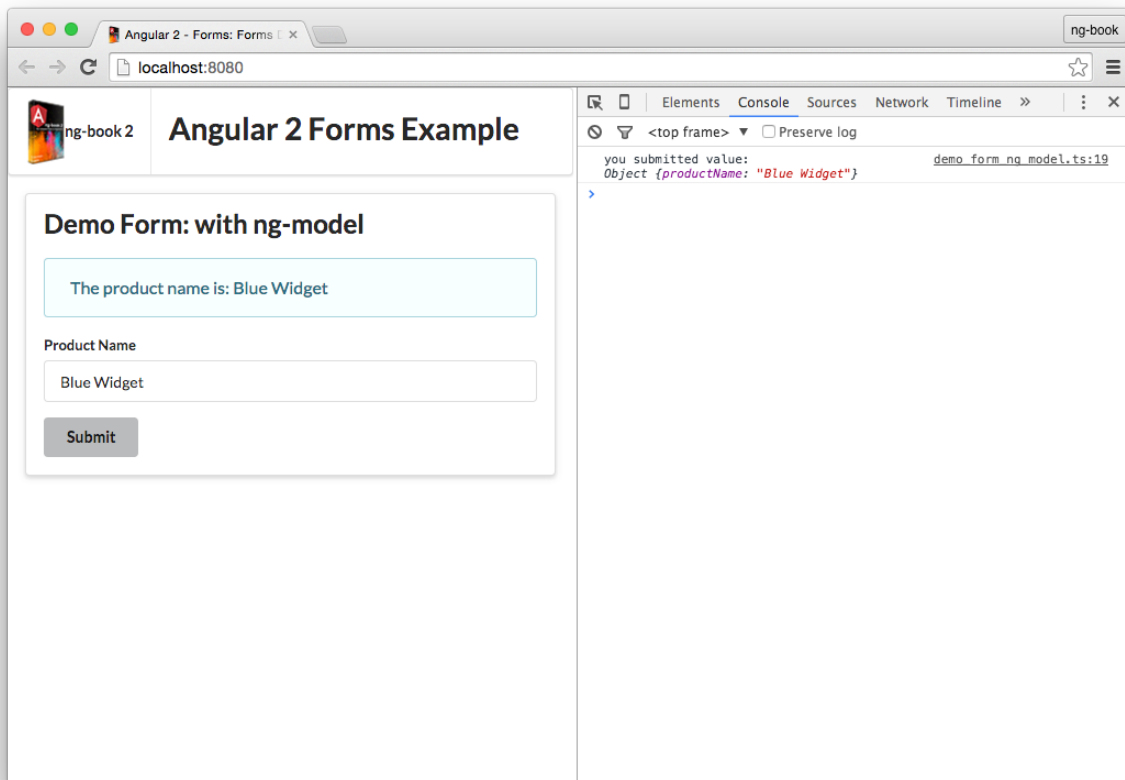 Angular 2 - Forms: Forms
ng-book
localhost:8080
ng-book 2
Angular 2 Forms Example
Demo Form: with ng-model
The product name is: Blue Widget
Product Name
Blue Widget
Submit
Elements Console Sources Network Timeline »
<top frame> ▼ Preserve log
you submitted value: demo_form_ng_model.ts:19
Object {productName: "Blue Widget"}
>